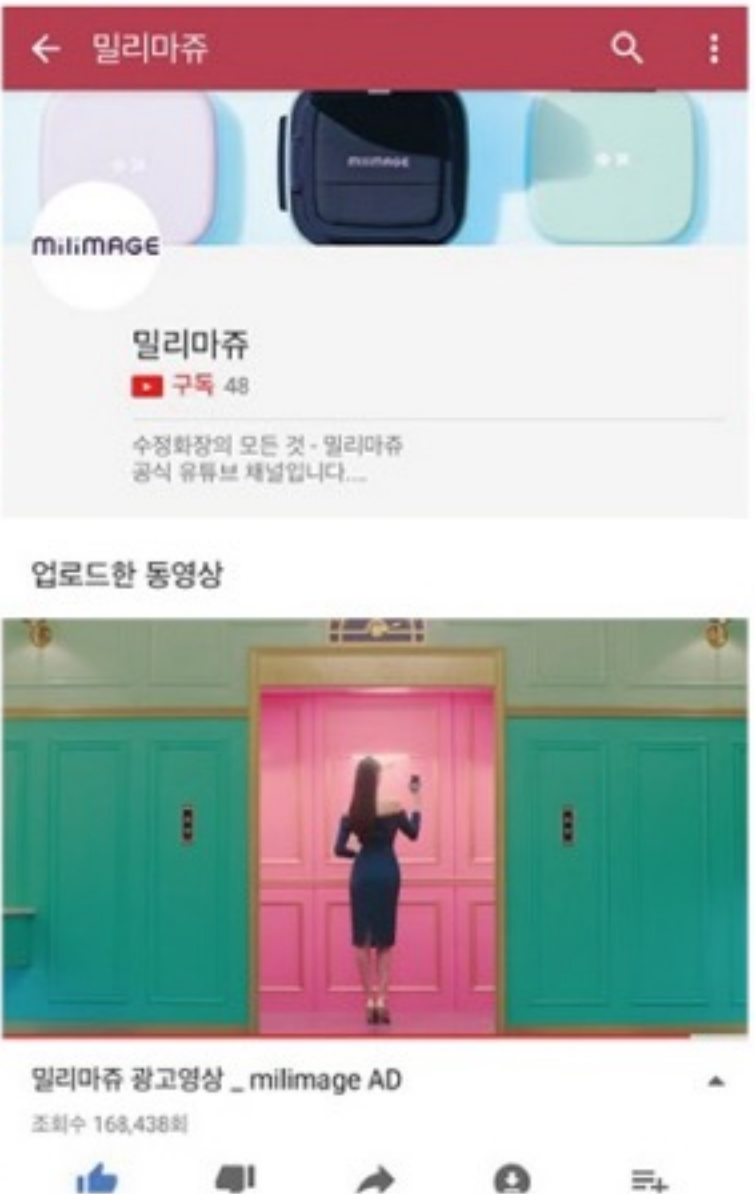 밀리마쥬
milimAGE
miliMAGE
밀리마쥬
구독 48
수정화장의 모든 것 - 밀리마쥬
공식 유튜브 채널입니다....
업로드한 동영상
밀리마쥬 광고영상 _ milimage AD
조회수 168,438회